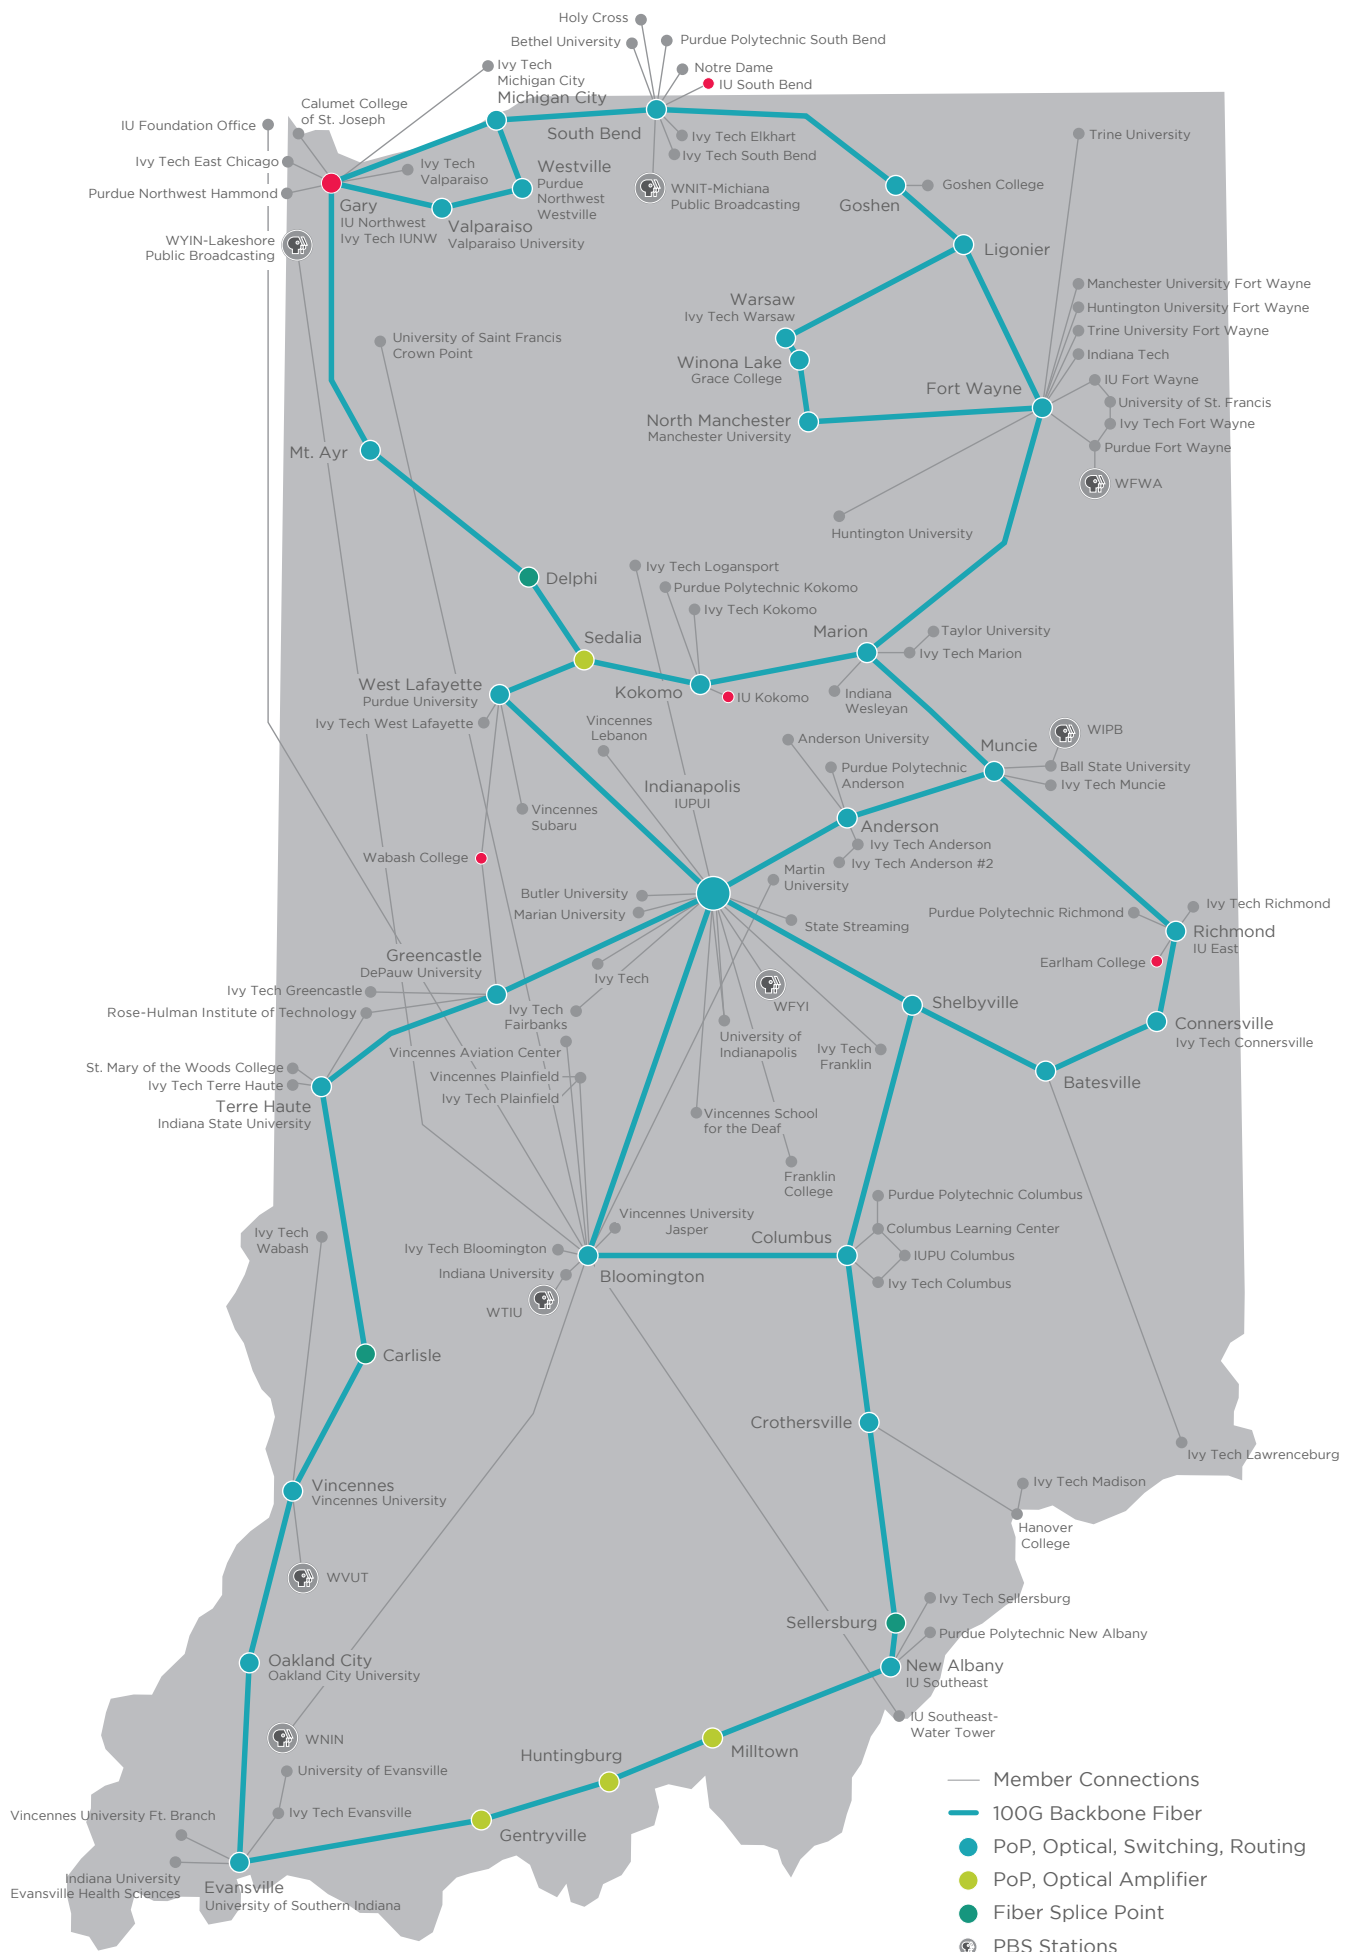 Holy Cross
Bethel University
Purdue Polytechnic South Bend
Notre Dame
IU South Bend
Ivy Tech
Michigan City
Michigan City
Calumet College
of St. Joseph
IU Foundation Office
South Bend
Ivy Tech Elkhart
Ivy Tech South Bend
Trine University
Ivy Tech East Chicago
Ivy Tech
Valparaiso
Westville
Purdue
Northwest
Westville
WNIT-Michiana
Public Broadcasting
Goshen College
Goshen
Purdue Northwest Hammond
Gary
IU Northwest
Ivy Tech IUNW
Valparaiso
Valparaiso University
WYIN-Lakeshore
Public Broadcasting
Ligonier
Manchester University Fort Wayne
Huntington University Fort Wayne
Trine University Fort Wayne
Indiana Tech
IU Fort Wayne
University of St. Francis
Ivy Tech Fort Wayne
Purdue Fort Wayne
WFWA
Warsaw
Ivy Tech Warsaw
Winona Lake
Grace College
Fort Wayne
North Manchester
Manchester University
University of Saint Francis
Crown Point
Mt. Ayr
Huntington University
Delphi
Ivy Tech Logansport
Purdue Polytechnic Kokomo
Ivy Tech Kokomo
Sedalia
Marion
Taylor University
Ivy Tech Marion
Indiana
Wesleyan
West Lafayette
Purdue University
Kokomo
IU Kokomo
Ivy Tech West Lafayette
Vincennes
Lebanon
Anderson University
Purdue Polytechnic
Anderson
Muncie
WIPB
Ball State University
Ivy Tech Muncie
Indianapolis
IUPUI
Vincennes
Subaru
Anderson
Ivy Tech Anderson
Ivy Tech Anderson #2
Wabash College
Martin
University
Butler University
Marian University
State Streaming
Purdue Polytechnic Richmond
Ivy Tech Richmond
Richmond
IU East
Earlham College
Greencastle
DePauw University
Ivy Tech
Ivy Tech Greencastle
Rose-Hulman Institute of Technology
Ivy Tech
Fairbanks
WFYI
Shelbyville
Connersville
Ivy Tech Connersville
University of
Indianapolis
Ivy Tech
Franklin
Vincennes Aviation Center
Vincennes Plainfield
Ivy Tech Plainfield
St. Mary of the Woods College
Ivy Tech Terre Haute
Terre Haute
Indiana State University
Batesville
Vincennes School
for the Deaf
Franklin
College
Vincennes University
Jasper
Purdue Polytechnic Columbus
Columbus Learning Center
IUPU Columbus
Ivy Tech Columbus
Columbus
Ivy Tech
Wabash
Ivy Tech Bloomington
Indiana University
Bloomington
WTIU
Carlisle
Crothersville
Ivy Tech Lawrenceburg
Ivy Tech Madison
Hanover
College
Vincennes
Vincennes University
WVUT
Ivy Tech Sellersburg
Sellersburg
Purdue Polytechnic New Albany
New Albany
IU Southeast
IU Southeast-
Water Tower
Oakland City
Oakland City University
WNIN
Milltown
Huntingburg
Gentryville
University of Evansville
Ivy Tech Evansville
Vincennes University Ft. Branch
Indiana University
Evansville Health Sciences
Evansville
University of Southern Indiana
Member Connections
100G Backbone Fiber
PoP, Optical, Switching, Routing
PoP, Optical Amplifier
Fiber Splice Point
PBS Stations